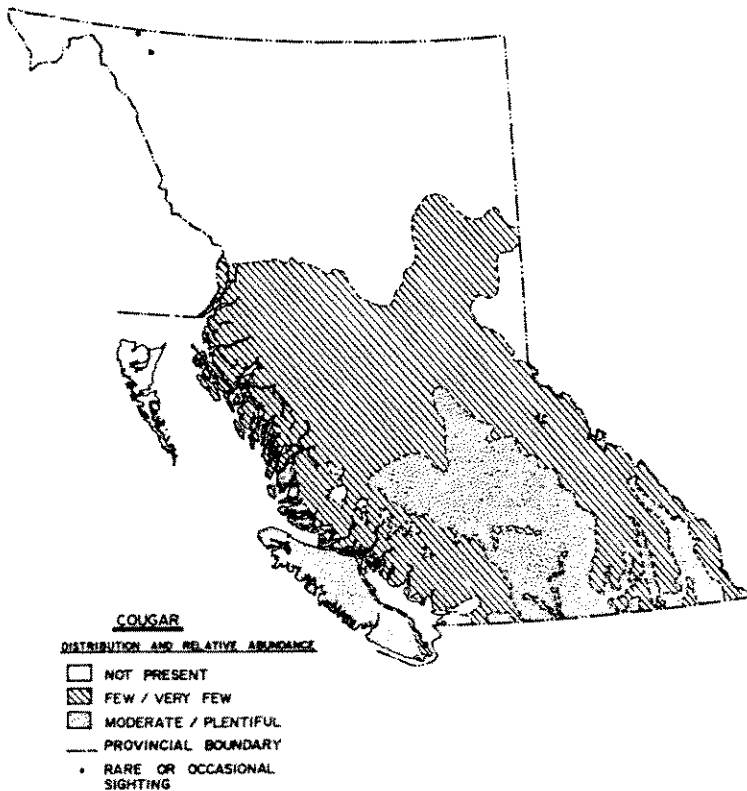 COUGAR
DISTRIBUTION AND RELATIVE ABUNDANCE
NOT PRESENT
FEW / VERY FEW
MODERATE / PLENTIFUL
PROVINCIAL BOUNDARY
RARE OR OCCASIONAL
SIGHTING